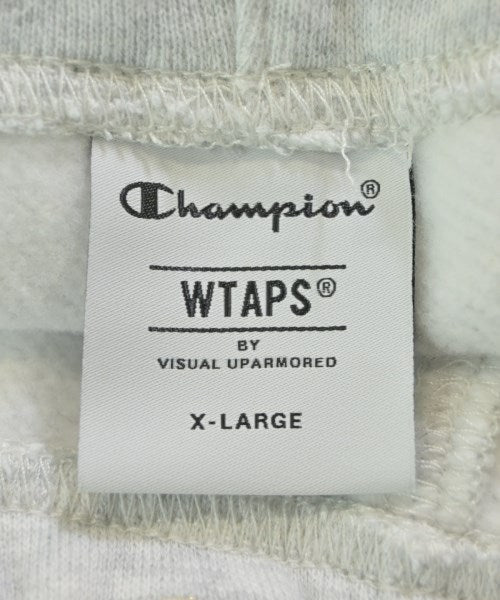 Champion®
WTAPS®
BY
VISUAL UPARMORED
X-LARGE